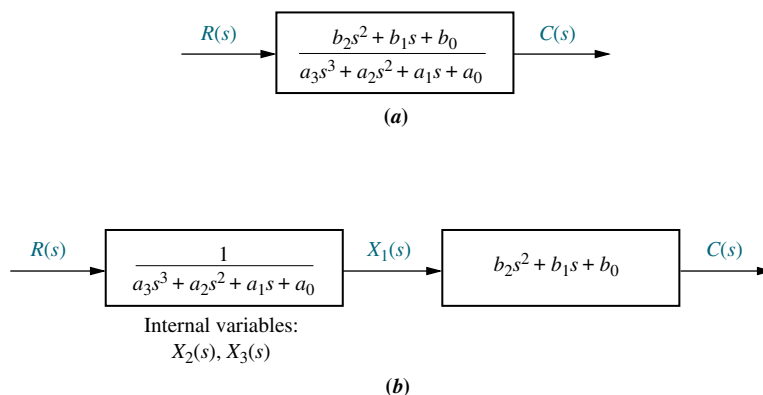 R(s)
b₂s² + b₁s + b₀
a₃s³ + a₂s² + a₁s + a₀
C(s)
(a)
R(s)
1
a₃s³ + a₂s² + a₁s + a₀
X₁(s)
b₂s² + b₁s + b₀
C(s)
Internal variables:
X₂(s), X₃(s)
(b)